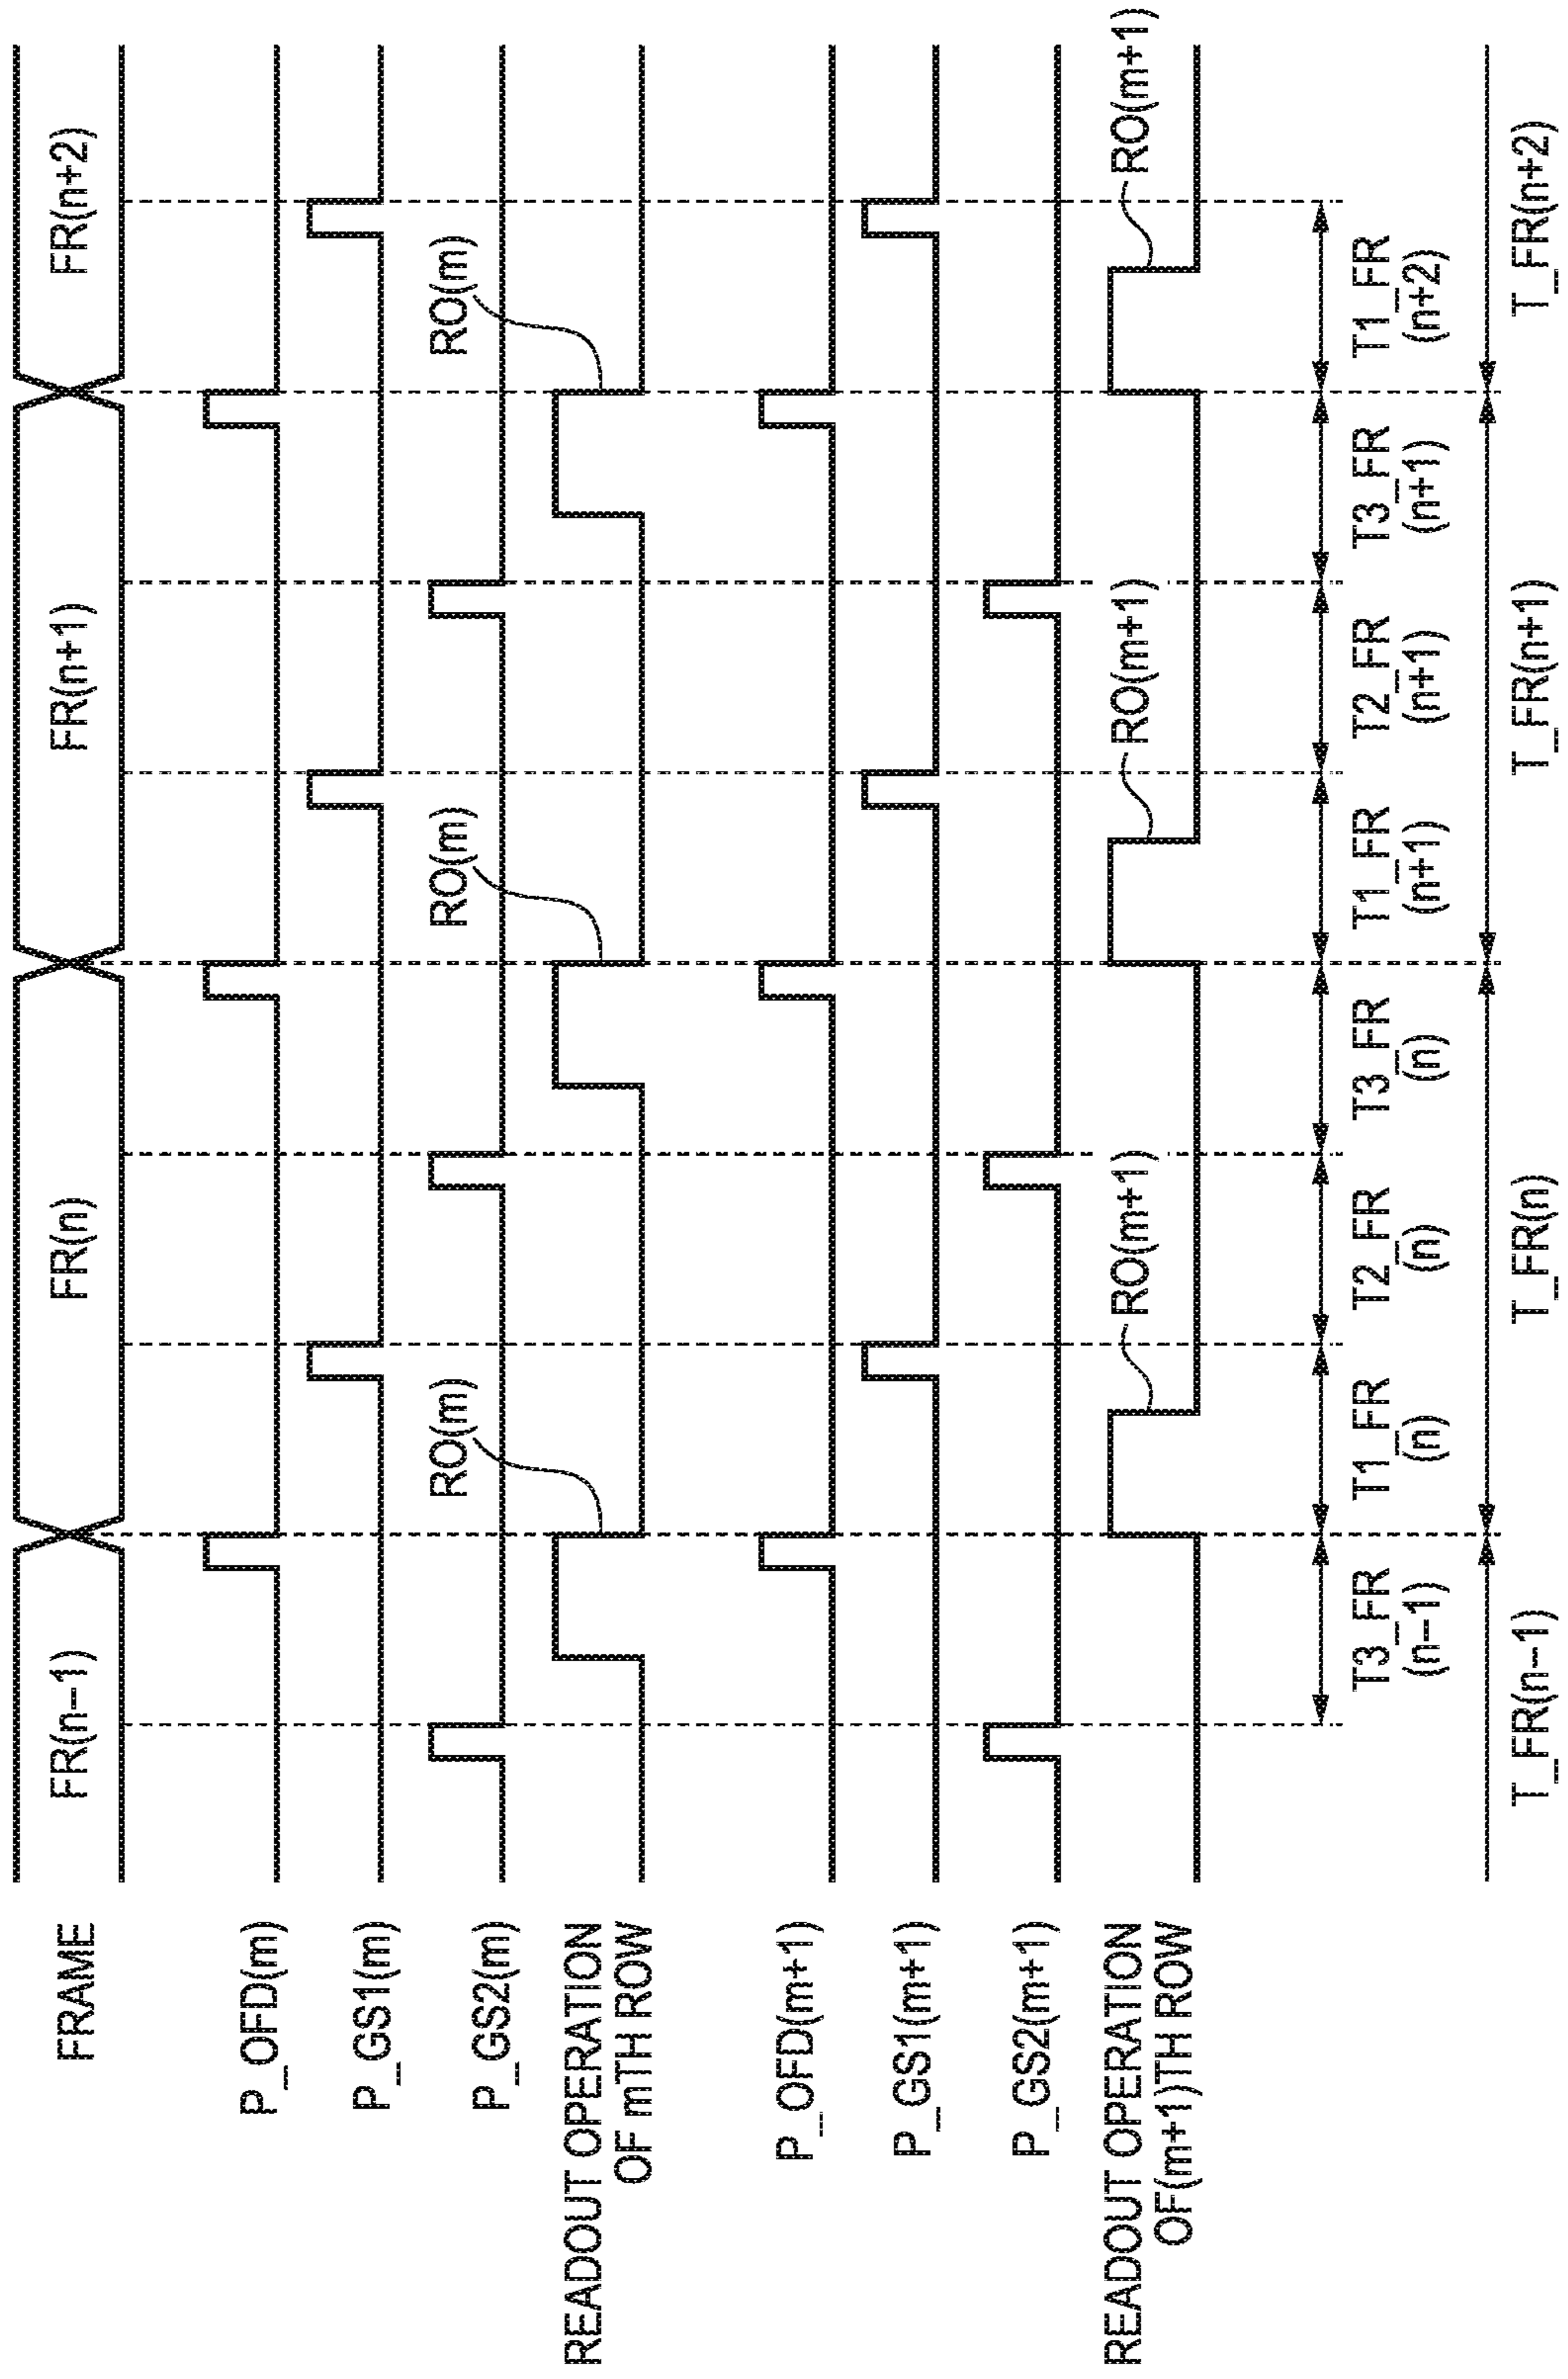 FRAME
FR(n−1)
FR(n)
FR(n+1)
FR(n+2)
P_OFD(m)
P_GS1(m)
P_GS2(m)
RO(m)
RO(m)
RO(m)
READOUT OPERATION
OF mTH ROW
P_OFD(m+1)
P_GS1(m+1)
P_GS2(m+1)
RO(m+1)
RO(m+1)
RO(m+1)
READOUT OPERATION
OF(m+1)TH ROW
T3_FR
(n−1)
T1_FR
(n)
T2_FR
(n)
T3_FR
(n)
T1_FR
(n+1)
T2_FR
(n+1)
T3_FR
(n+1)
T1_FR
(n+2)
T_FR(n−1)
T_FR(n)
T_FR(n+1)
T_FR(n+2)